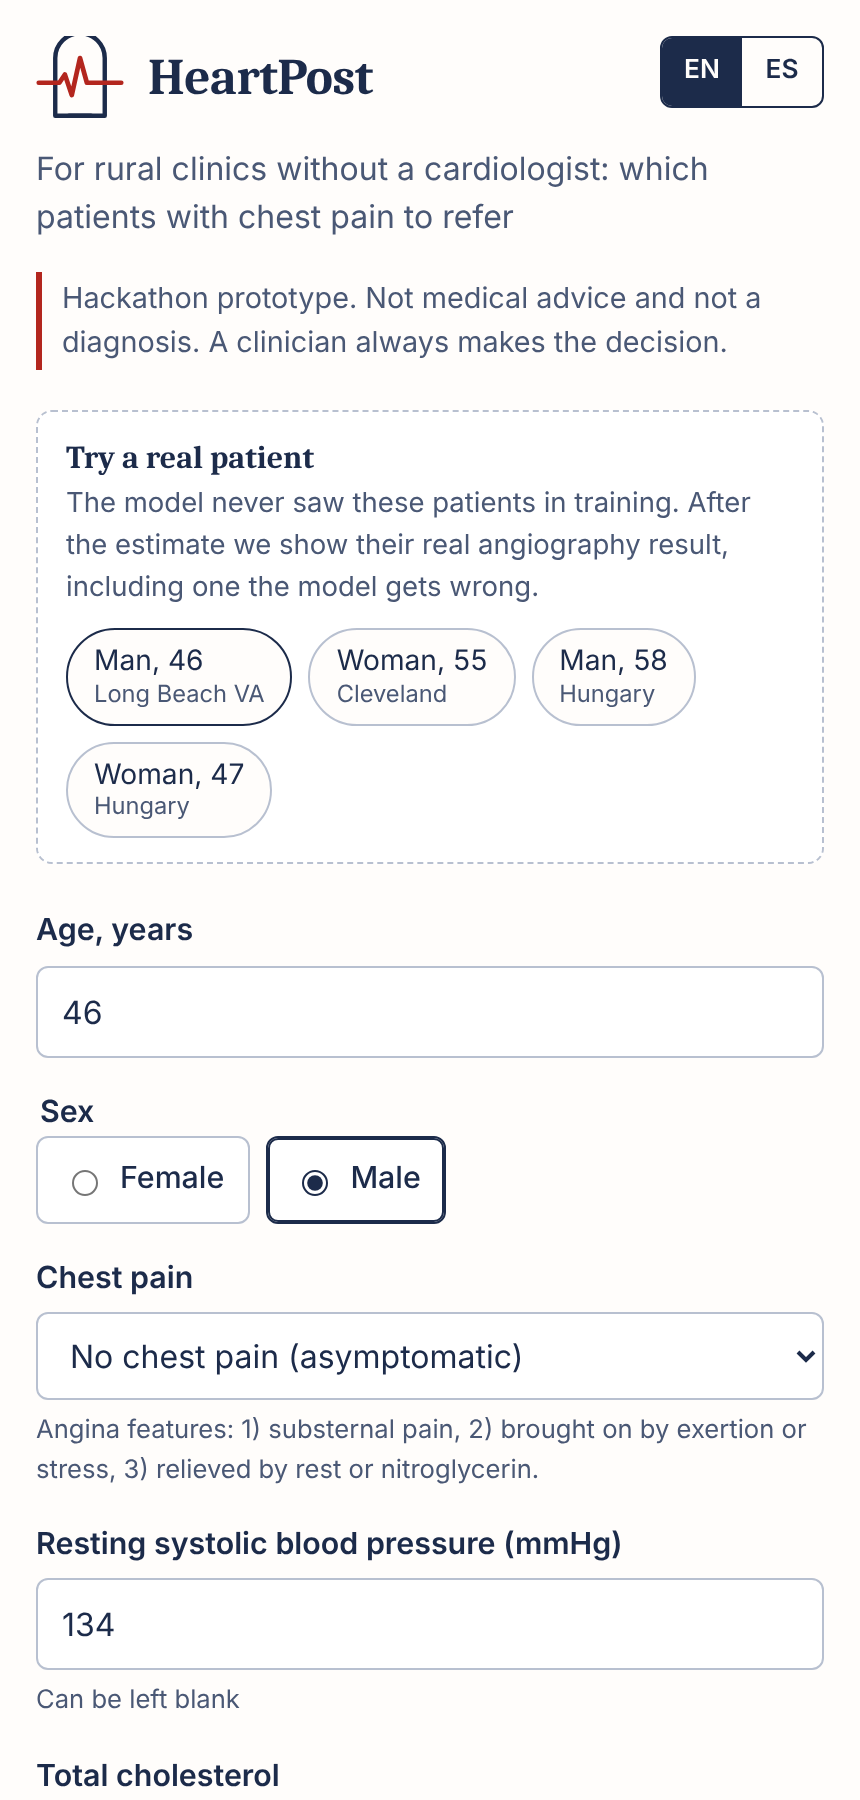 HeartPost
EN
ES
For rural clinics without a cardiologist: which
patients with chest pain to refer
Hackathon prototype. Not medical advice and not a
diagnosis. A clinician always makes the decision.
Try a real patient
The model never saw these patients in training. After
the estimate we show their real angiography result,
including one the model gets wrong.
Man, 46
Long Beach VA
Woman, 55
Cleveland
Man, 58
Hungary
Woman, 47
Hungary
Age, years
46
Sex
Female
Male
Chest pain
No chest pain (asymptomatic)
Angina features: 1) substernal pain, 2) brought on by exertion or
stress, 3) relieved by rest or nitroglycerin.
Resting systolic blood pressure (mmHg)
134
Can be left blank
Total cholesterol